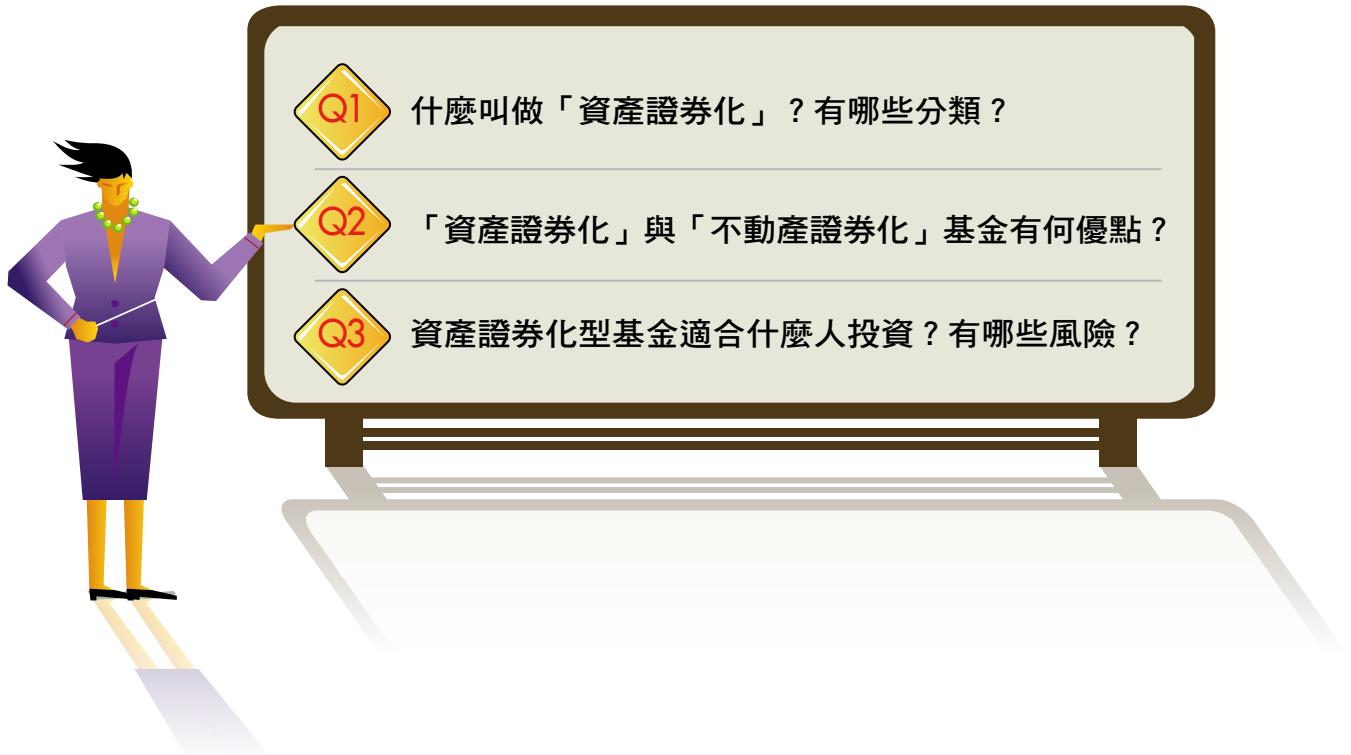 Q1 什麼叫做「資產證券化」？有哪些分類？
Q2 「資產證券化」與「不動產證券化」基金有何優點？
Q3 資產證券化型基金適合什麼人投資？有哪些風險？